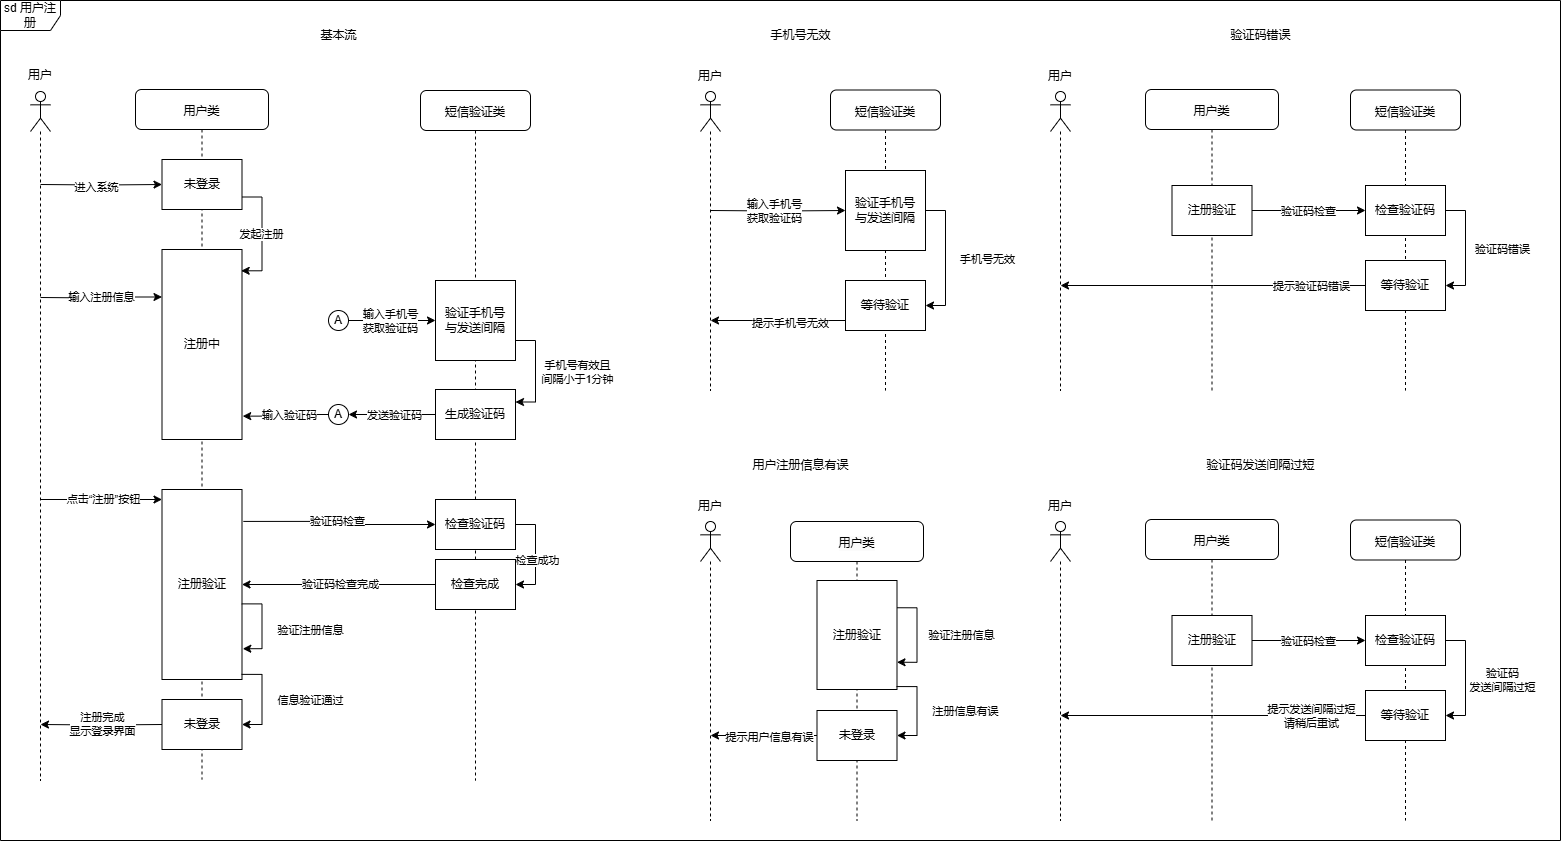 sd 用户注
册
基本流
用户
用户类
短信验证类
未登录
进入系统
发起注册
输入注册信息
注册中
A
输入手机号
获取验证码
验证手机号
与发送间隔
手机号有效且
间隔小于1分钟
输入验证码
A
发送验证码
生成验证码
点击“注册”按钮
验证码检查
检查验证码
检查成功
注册验证
验证码检查完成
检查完成
验证注册信息
信息验证通过
注册完成
显示登录界面
未登录
手机号无效
用户
短信验证类
输入手机号
获取验证码
验证手机号
与发送间隔
手机号无效
等待验证
提示手机号无效
验证码错误
用户
用户类
短信验证类
注册验证
验证码检查
检查验证码
验证码错误
提示验证码错误
等待验证
用户注册信息有误
用户
用户类
注册验证
验证注册信息
注册信息有误
提示用户信息有误
未登录
验证码发送间隔过短
用户
用户类
短信验证类
注册验证
验证码检查
检查验证码
验证码
发送间隔过短
提示发送间隔过短
请稍后重试
等待验证